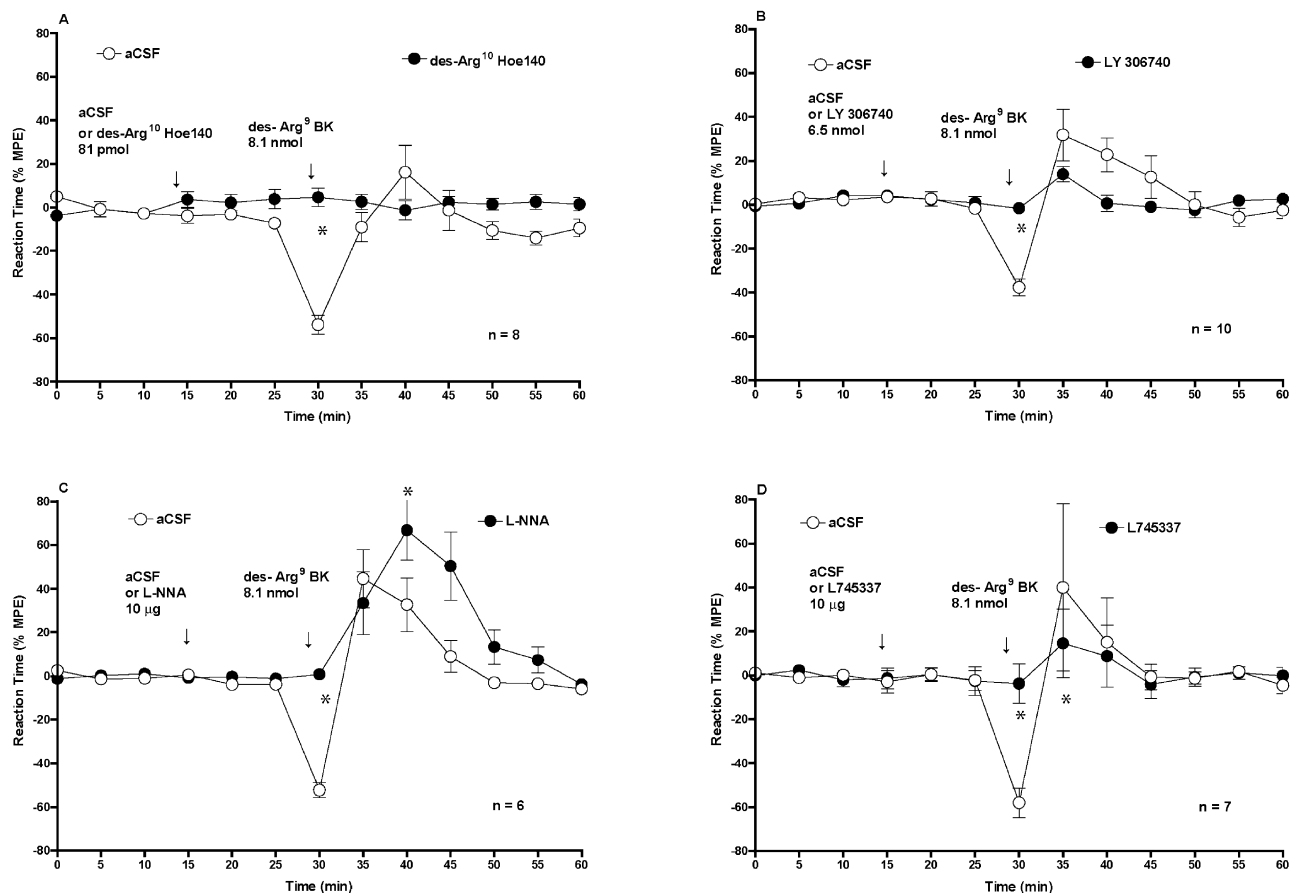 A
80
60
40
20
0
-20
-40
-60
-80
Reaction Time (% MPE)
aCSF
des-Arg¹⁰ Hoe140
aCSF
or des-Arg¹⁰ Hoe140
81 pmol
des- Arg⁹ BK
8.1 nmol
↓
↓
*
n = 8
0 5 10 15 20 25 30 35 40 45 50 55 60
Time (min)
B
80
60
40
20
0
-20
-40
-60
-80
Reaction Time (% MPE)
aCSF
LY 306740
aCSF
or LY 306740
6.5 nmol
des- Arg⁹ BK
8.1 nmol
↓
↓
*
n = 10
0 5 10 15 20 25 30 35 40 45 50 55 60
Time (min)
C
80
60
40
20
0
-20
-40
-60
-80
Reaction Time (% MPE)
aCSF
L-NNA
aCSF
or L-NNA
10 μg
des- Arg⁹ BK
8.1 nmol
↓
↓
*
*
n = 6
0 5 10 15 20 25 30 35 40 45 50 55 60
Time (min)
D
80
60
40
20
0
-20
-40
-60
-80
Reaction Time (% MPE)
aCSF
L745337
aCSF
or L745337
10 μg
des- Arg⁹ BK
8.1 nmol
↓
↓
* *
n = 7
0 5 10 15 20 25 30 35 40 45 50 55 60
Time (min)